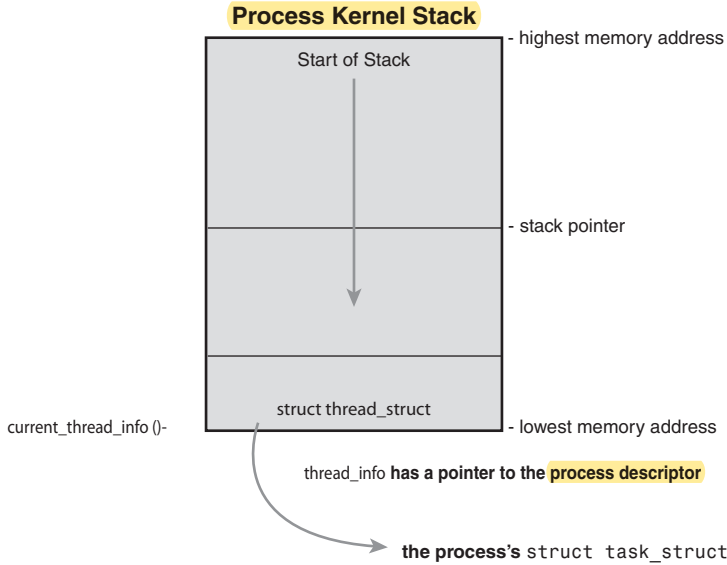 Process Kernel Stack
- highest memory address
Start of Stack
- stack pointer
struct thread_struct
current_thread_info ()-
- lowest memory address
thread_info has a pointer to the process descriptor
the process's struct task_struct